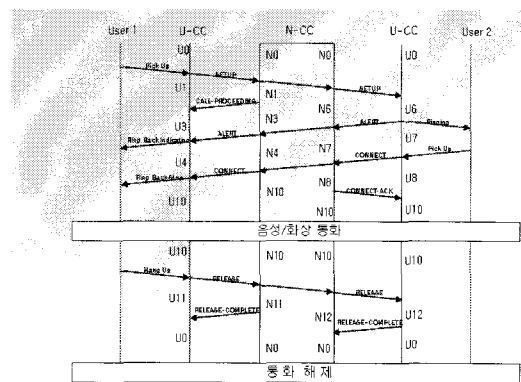 User 1 U-CC N-CC U-CC User 2
U0 N0 N0 U0
Pick Up SETUP SETUP
U1 N1
CALL-PROCEEDING N6 U6
U3 N3 ALERT Ringing
Ring Back Indication ALERT U7
U4 N4 N7 CONNECT Pick Up
Ring Back Stop CONNECT N8 U8
U10 N10 CONNECT-ACK
N10 U10
음성/화상 통화
U10 N10 N10 U10
Hang Up RELEASE RELEASE
U11 N11 N12 U12
RELEASE-COMPLETE RELEASE-COMPLETE
U0 N0 N0 U0
통화 해제